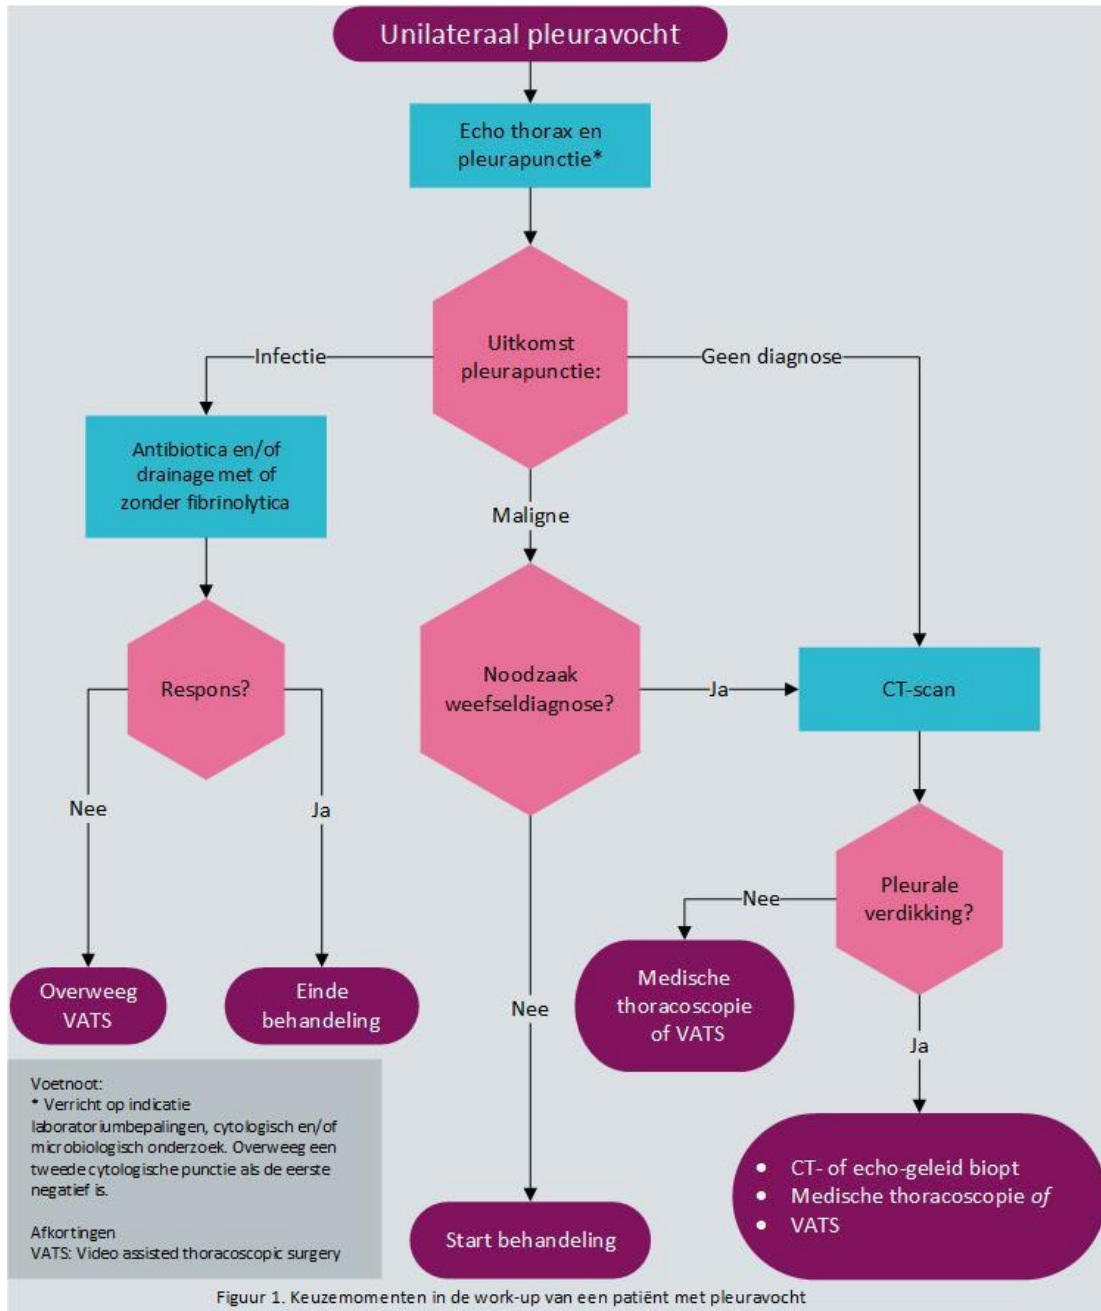 Unilateraal pleuravocht
Echo thorax en
pleurapunctie*
Uitkomst
pleurapunctie:
Infectie
Geen diagnose
Antibiotica en/of
drainage met of
zonder fibrinolytica
Maligne
Respons?
Noodzaak
weefseldiagnose?
Ja
CT-scan
Nee
Ja
Pleurale
verdikking?
Nee
Overweeg
VATS
Einde
behandeling
Nee
Medische
thoracoscopie
of VATS
Ja
Voetnoot:
* Verricht op indicatie
laboratoriumbepalingen, cytologisch en/of
microbiologisch onderzoek. Overweeg een
tweede cytologische punctie als de eerste
negatief is.
Afkortingen
VATS: Video assisted thoracoscopic surgery
Start behandeling
• CT- of echo-geleid biopt
• Medische thoracoscopie of
• VATS
Figuur 1. Keuzemomenten in de work-up van een patiënt met pleuravocht